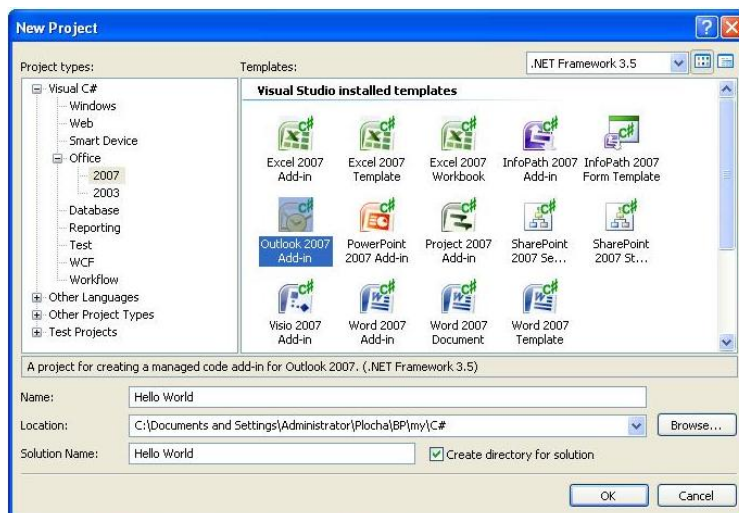 New Project
Project types:
Templates:
.NET Framework 3.5
Visual C#
Windows
Web
Smart Device
Office
2007
2003
Database
Reporting
Test
WCF
Workflow
Other Languages
Other Project Types
Test Projects
Visual Studio installed templates
Excel 2007
Add-in
Excel 2007
Template
Excel 2007
Workbook
InfoPath 2007
Add-in
InfoPath 2007
Form Template
Outlook 2007
Add-in
PowerPoint
2007 Add-in
Project 2007
Add-in
SharePoint
2007 Se...
SharePoint
2007 St...
Visio 2007
Add-in
Word 2007
Add-in
Word 2007
Document
Word 2007
Template
A project for creating a managed code add-in for Outlook 2007. (.NET Framework 3.5)
Name:
Hello World
Location:
C:\Documents and Settings\Administrator\Plocha\BP\my\C#
Browse...
Solution Name:
Hello World
Create directory for solution
OK
Cancel